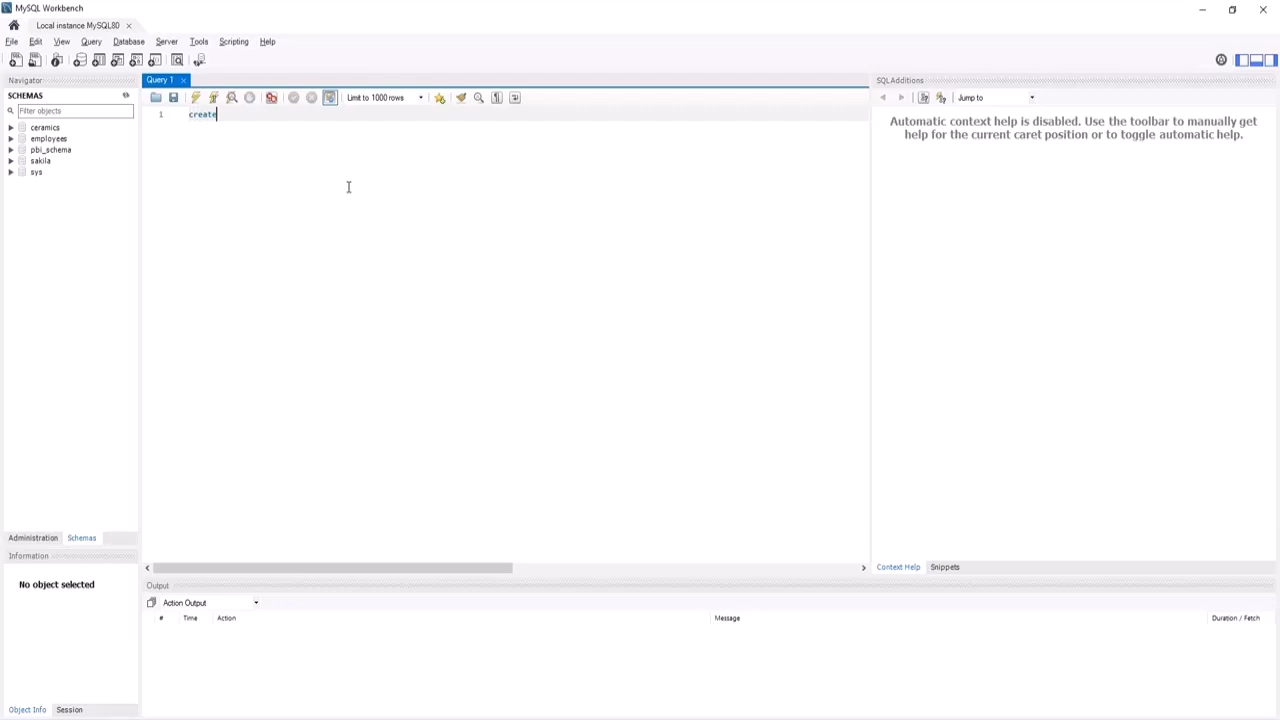 MySQL Workbench
Local instance MySQL80
File Edit View Query Database Server Tools Scripting Help
Navigator
SCHEMAS
Filter objects
ceramics
employees
pbi_schema
sakila
sys
Administration Schemas
Information
No object selected
Object Info Session
Query 1
Limit to 1000 rows
1 create
Output
Action Output
# Time Action Message Duration / Fetch
SQLAdditions
Jump to
Automatic context help is disabled. Use the toolbar to manually get
help for the current caret position or to toggle automatic help.
Context Help Snippets